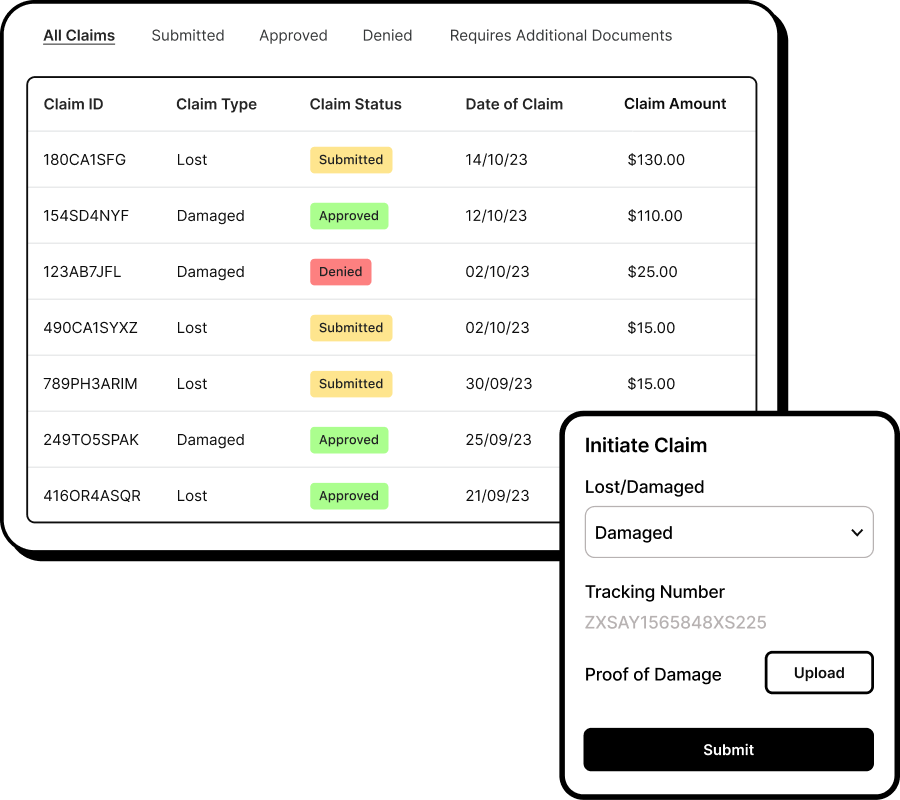 All Claims Submitted Approved Denied Requires Additional Documents
Claim ID Claim Type Claim Status Date of Claim Claim Amount
180CA1SFG Lost Submitted 14/10/23 $130.00
154SD4NYF Damaged Approved 12/10/23 $110.00
123AB7JFL Damaged Denied 02/10/23 $25.00
490CA1SYXZ Lost Submitted 02/10/23 $15.00
789PH3ARIM Lost Submitted 30/09/23 $15.00
249TO5SPAK Damaged Approved 25/09/23
416OR4ASQR Lost Approved 21/09/23
Initiate Claim
Lost/Damaged
Damaged
Tracking Number
ZXSAY1565848XS225
Proof of Damage Upload
Submit